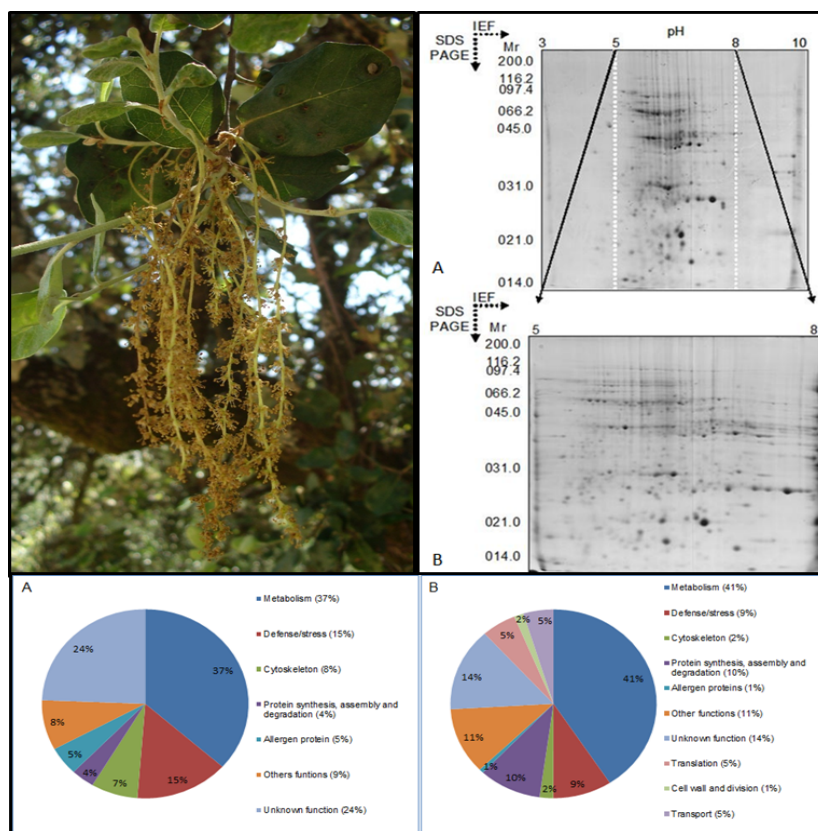 IEF
pH
SDS
PAGE
Mr
3
5
8
10
200.0
116.2
097.4
066.2
045.0
031.0
021.0
014.0
A
IEF
SDS
PAGE
Mr
5
8
200.0
116.2
097.4
066.2
045.0
031.0
021.0
014.0
B
A
37%
15%
7%
4%
5%
8%
24%
Metabolism (37%)
Defense/stress (15%)
Cytoskeleton (8%)
Protein synthesis, assembly and
degradation (4%)
Allergen protein (5%)
Others funtions (9%)
Unknown function (24%)
B
41%
9%
2%
10%
1%
11%
14%
5%
2%
5%
Metabolism (41%)
Defense/stress (9%)
Cytoskeleton (2%)
Protein synthesis, assembly and
degradation (10%)
Allergen proteins (1%)
Other functions (11%)
Unknown function (14%)
Translation (5%)
Cell wall and division (1%)
Transport (5%)